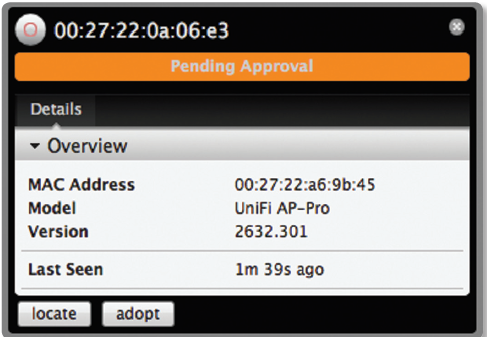 00:27:22:0a:06:e3
Pending Approval
Details
Overview
MAC Address 00:27:22:a6:9b:45
Model UniFi AP-Pro
Version 2632.301
Last Seen 1m 39s ago
locate adopt